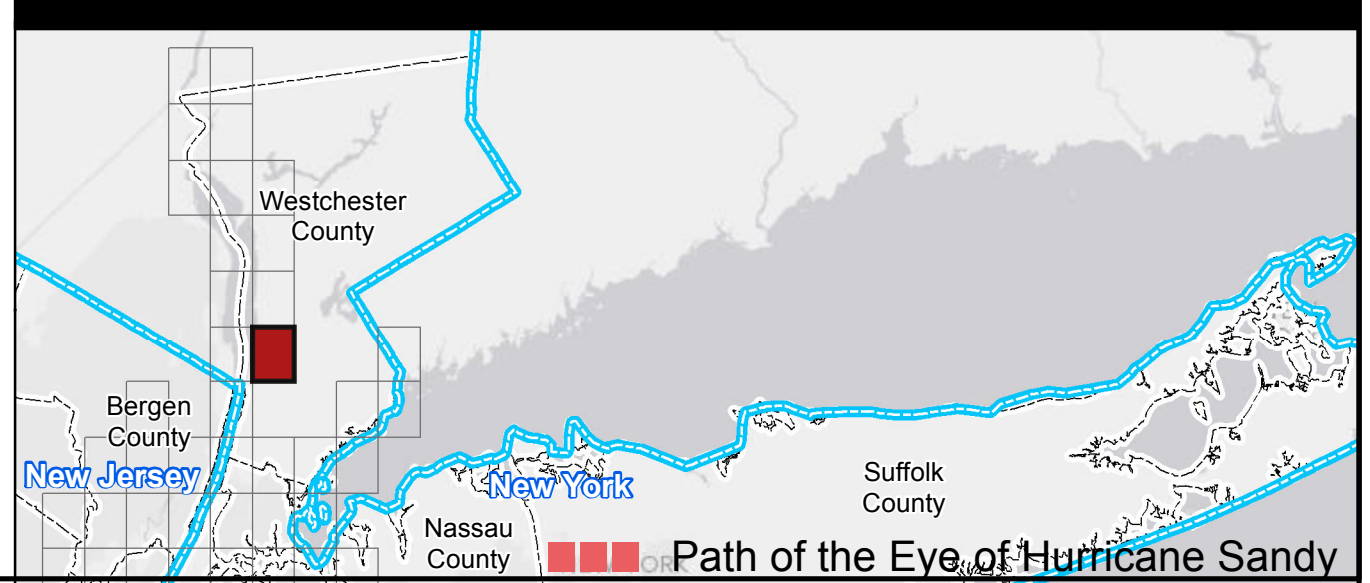 Westchester
County
Bergen
County
New Jersey
New York
Suffolk
County
Nassau
County
Path of the Eye of Hurricane Sandy